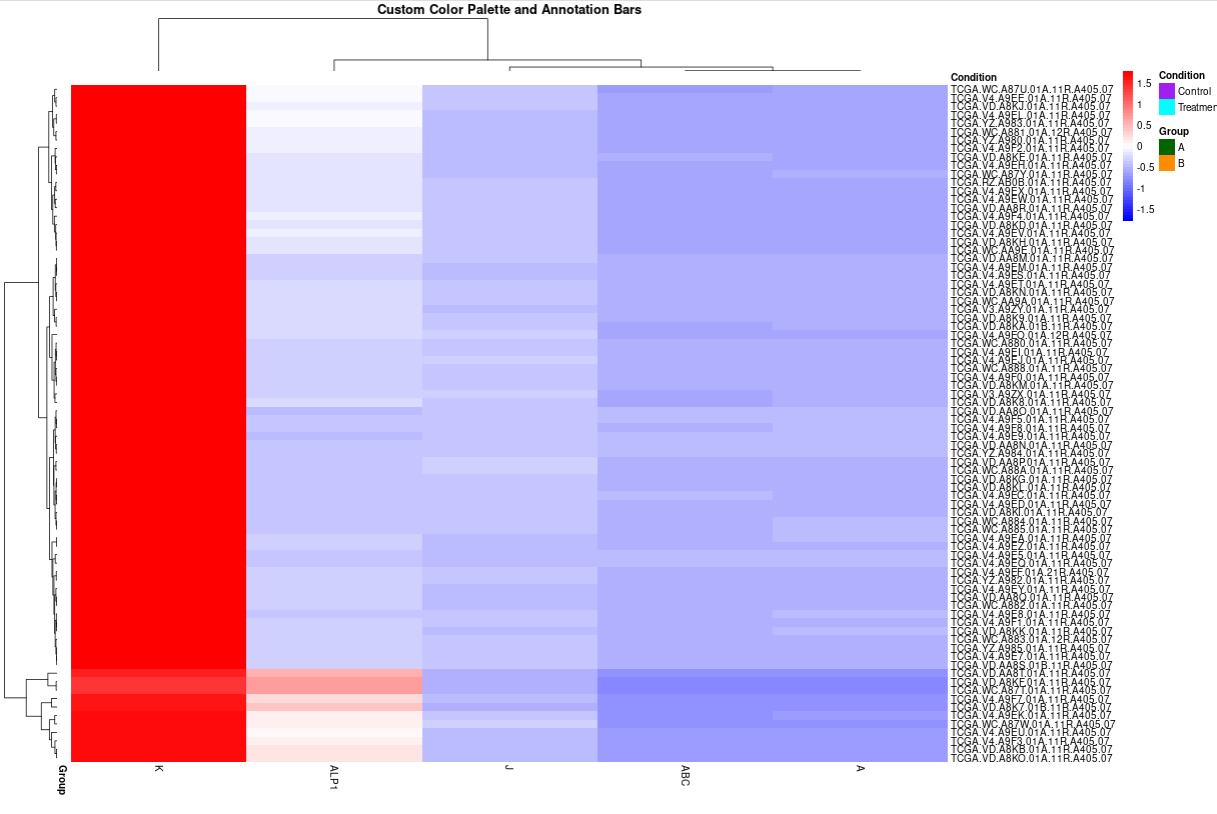 Custom Color Palette and Annotation Bars
Condition
TCGA.WC.A87U.01A.11R.A405.07
TCGA.V4.A9EE.01A.11R.A405.07
TCGA.VD.A8KJ.01A.11R.A405.07
TCGA.V4.A9EL.01A.11R.A405.07
TCGA.YZ.A983.01A.11R.A405.07
TCGA.WC.A881.01A.12R.A405.07
TCGA.YZ.A980.01A.11R.A405.07
TCGA.V4.A9FZ.01A.11R.A405.07
TCGA.VD.A8KE.01A.11R.A405.07
TCGA.V4.A9EH.01A.11R.A405.07
TCGA.WC.A87Y.01A.11R.A405.07
TCGA.RZ.AB0B.01A.11R.A405.07
TCGA.V4.A9EX.01A.11R.A405.07
TCGA.V4.A9EW.01A.11R.A405.07
TCGA.VD.AA8R.01A.11R.A405.07
TCGA.V4.A9F4.01A.11R.A405.07
TCGA.VD.A8KD.01A.11R.A405.07
TCGA.V4.A9EV.01A.11R.A405.07
TCGA.VD.A8KH.01A.11R.A405.07
TCGA.WC.AA9E.01A.11R.A405.07
TCGA.VD.AA8M.01A.11R.A405.07
TCGA.V4.A9EM.01A.11R.A405.07
TCGA.V4.A9ES.01A.11R.A405.07
TCGA.V4.A9ET.01A.11R.A405.07
TCGA.VD.A8KN.01A.11R.A405.07
TCGA.WC.AA9A.01A.11R.A405.07
TCGA.V3.A9ZY.01A.11R.A405.07
TCGA.VD.A8K9.01A.11R.A405.07
TCGA.VD.A8KA.01B.11R.A405.07
TCGA.V4.A9EO.01A.12R.A405.07
TCGA.WC.A880.01A.11R.A405.07
TCGA.V4.A9EI.01A.11R.A405.07
TCGA.V4.A9EJ.01A.11R.A405.07
TCGA.WC.A888.01A.11R.A405.07
TCGA.V4.A9F0.01A.11R.A405.07
TCGA.VD.A8KM.01A.11R.A405.07
TCGA.V3.A9ZX.01A.11R.A405.07
TCGA.VD.A8K8.01A.11R.A405.07
TCGA.VD.AA8O.01A.11R.A405.07
TCGA.V4.A9F5.01A.11R.A405.07
TCGA.V4.A9F8.01A.11R.A405.07
TCGA.V4.A9E9.01A.11R.A405.07
TCGA.VD.AA8N.01A.11R.A405.07
TCGA.YZ.A984.01A.11R.A405.07
TCGA.VD.AA8P.01A.11R.A405.07
TCGA.WC.A88A.01A.11R.A405.07
TCGA.VD.A8KG.01A.11R.A405.07
TCGA.VD.A8KL.01A.11R.A405.07
TCGA.V4.A9EC.01A.11R.A405.07
TCGA.V4.A9ED.01A.11R.A405.07
TCGA.VD.A8KI.01A.11R.A405.07
TCGA.WC.A884.01A.11R.A405.07
TCGA.WC.A885.01A.11R.A405.07
TCGA.V4.A9EA.01A.11R.A405.07
TCGA.V4.A9EZ.01A.11R.A405.07
TCGA.V4.A9E5.01A.11R.A405.07
TCGA.V4.A9EQ.01A.11R.A405.07
TCGA.V4.A9EF.01A.21R.A405.07
TCGA.YZ.A982.01A.11R.A405.07
TCGA.V4.A9EY.01A.11R.A405.07
TCGA.VD.AA8Q.01A.11R.A405.07
TCGA.WC.A882.01A.11R.A405.07
TCGA.V4.A9E8.01A.11R.A405.07
TCGA.V4.A9F1.01A.11R.A405.07
TCGA.VD.A8KK.01A.11R.A405.07
TCGA.WC.A883.01A.12R.A405.07
TCGA.YZ.A985.01A.11R.A405.07
TCGA.V4.A9E7.01A.11R.A405.07
TCGA.VD.AA8S.01B.11R.A405.07
TCGA.VD.AA8T.01A.11R.A405.07
TCGA.VD.A8KF.01A.11R.A405.07
TCGA.WC.A87T.01A.11R.A405.07
TCGA.V4.A9F7.01A.11R.A405.07
TCGA.VD.A8K7.01B.11R.A405.07
TCGA.V4.A9EK.01A.11R.A405.07
TCGA.WC.A87W.01A.11R.A405.07
TCGA.V4.A9EU.01A.11R.A405.07
TCGA.V4.A9F3.01A.11R.A405.07
TCGA.VD.A8KB.01A.11R.A405.07
TCGA.VD.A8KO.01A.11R.A405.07
1.5
1
0.5
0
-0.5
-1
-1.5
Condition
Control
Treatmen
Group
A
B
Group
K
ALP1
J
ABC
A